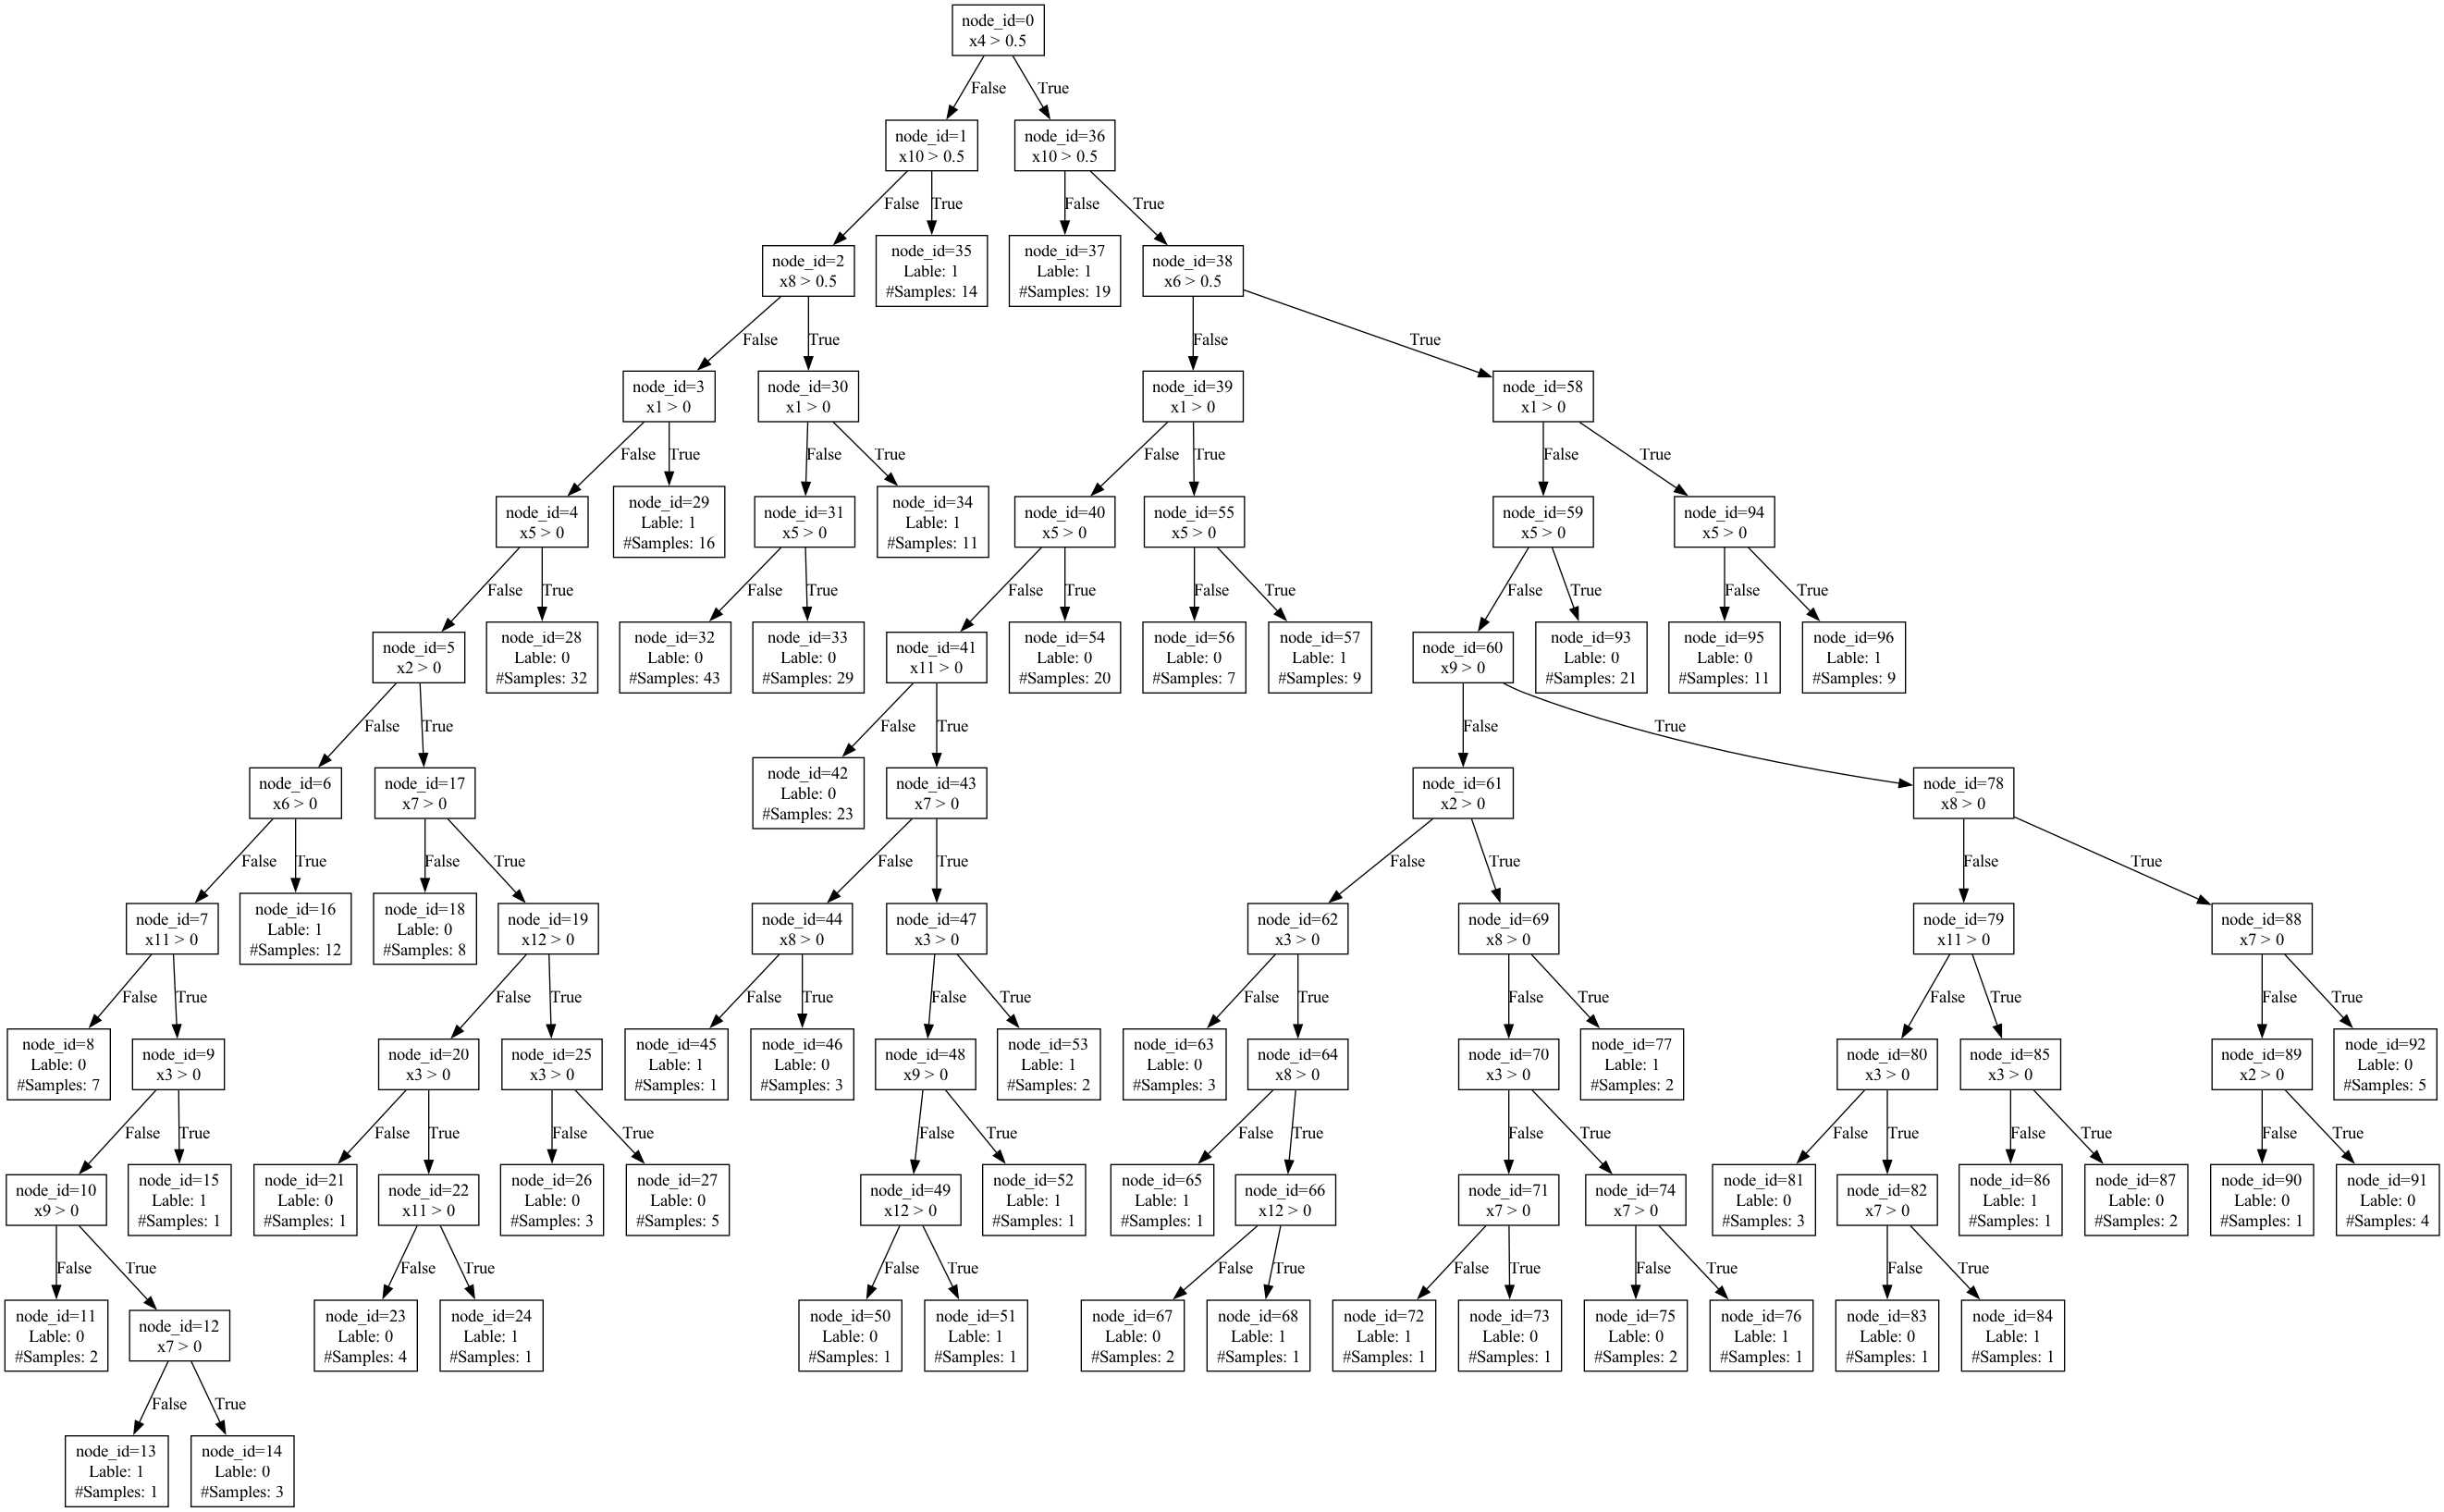 node_id=0
x4 > 0.5
False
True
node_id=1
x10 > 0.5
node_id=36
x10 > 0.5
False
True
False
True
node_id=2
x8 > 0.5
node_id=35
Lable: 1
#Samples: 14
node_id=37
Lable: 1
#Samples: 19
node_id=38
x6 > 0.5
False
True
False
True
node_id=3
x1 > 0
node_id=30
x1 > 0
node_id=39
x1 > 0
node_id=58
x1 > 0
False
True
False
True
False
True
False
True
node_id=4
x5 > 0
node_id=29
Lable: 1
#Samples: 16
node_id=31
x5 > 0
node_id=34
Lable: 1
#Samples: 11
node_id=40
x5 > 0
node_id=55
x5 > 0
node_id=59
x5 > 0
node_id=94
x5 > 0
False
True
False
True
False
True
False
True
False
True
False
True
node_id=5
x2 > 0
node_id=28
Lable: 0
#Samples: 32
node_id=32
Lable: 0
#Samples: 43
node_id=33
Lable: 0
#Samples: 29
node_id=41
x11 > 0
node_id=54
Lable: 0
#Samples: 20
node_id=56
Lable: 0
#Samples: 7
node_id=57
Lable: 1
#Samples: 9
node_id=60
x9 > 0
node_id=93
Lable: 0
#Samples: 21
node_id=95
Lable: 0
#Samples: 11
node_id=96
Lable: 1
#Samples: 9
False
True
False
True
False
True
node_id=6
x6 > 0
node_id=17
x7 > 0
node_id=42
Lable: 0
#Samples: 23
node_id=43
x7 > 0
node_id=61
x2 > 0
node_id=78
x8 > 0
False
True
False
True
False
True
False
True
False
True
node_id=7
x11 > 0
node_id=16
Lable: 1
#Samples: 12
node_id=18
Lable: 0
#Samples: 8
node_id=19
x12 > 0
node_id=44
x8 > 0
node_id=47
x3 > 0
node_id=62
x3 > 0
node_id=69
x8 > 0
node_id=79
x11 > 0
node_id=88
x7 > 0
False
True
False
True
False
True
False
True
False
True
False
True
False
True
False
True
node_id=8
Lable: 0
#Samples: 7
node_id=9
x3 > 0
node_id=20
x3 > 0
node_id=25
x3 > 0
node_id=45
Lable: 1
#Samples: 1
node_id=46
Lable: 0
#Samples: 3
node_id=48
x9 > 0
node_id=53
Lable: 1
#Samples: 2
node_id=63
Lable: 0
#Samples: 3
node_id=64
x8 > 0
node_id=70
x3 > 0
node_id=77
Lable: 1
#Samples: 2
node_id=80
x3 > 0
node_id=85
x3 > 0
node_id=89
x2 > 0
node_id=92
Lable: 0
#Samples: 5
False
True
False
True
False
True
False
True
False
True
False
True
False
True
False
True
False
True
node_id=10
x9 > 0
node_id=15
Lable: 1
#Samples: 1
node_id=21
Lable: 0
#Samples: 1
node_id=22
x11 > 0
node_id=26
Lable: 0
#Samples: 3
node_id=27
Lable: 0
#Samples: 5
node_id=49
x12 > 0
node_id=52
Lable: 1
#Samples: 1
node_id=65
Lable: 1
#Samples: 1
node_id=66
x12 > 0
node_id=71
x7 > 0
node_id=74
x7 > 0
node_id=81
Lable: 0
#Samples: 3
node_id=82
x7 > 0
node_id=86
Lable: 1
#Samples: 1
node_id=87
Lable: 0
#Samples: 2
node_id=90
Lable: 0
#Samples: 1
node_id=91
Lable: 0
#Samples: 4
False
True
False
True
False
True
False
True
False
True
False
True
False
True
node_id=11
Lable: 0
#Samples: 2
node_id=12
x7 > 0
node_id=23
Lable: 0
#Samples: 4
node_id=24
Lable: 1
#Samples: 1
node_id=50
Lable: 0
#Samples: 1
node_id=51
Lable: 1
#Samples: 1
node_id=67
Lable: 0
#Samples: 2
node_id=68
Lable: 1
#Samples: 1
node_id=72
Lable: 1
#Samples: 1
node_id=73
Lable: 0
#Samples: 1
node_id=75
Lable: 0
#Samples: 2
node_id=76
Lable: 1
#Samples: 1
node_id=83
Lable: 0
#Samples: 1
node_id=84
Lable: 1
#Samples: 1
False
True
node_id=13
Lable: 1
#Samples: 1
node_id=14
Lable: 0
#Samples: 3